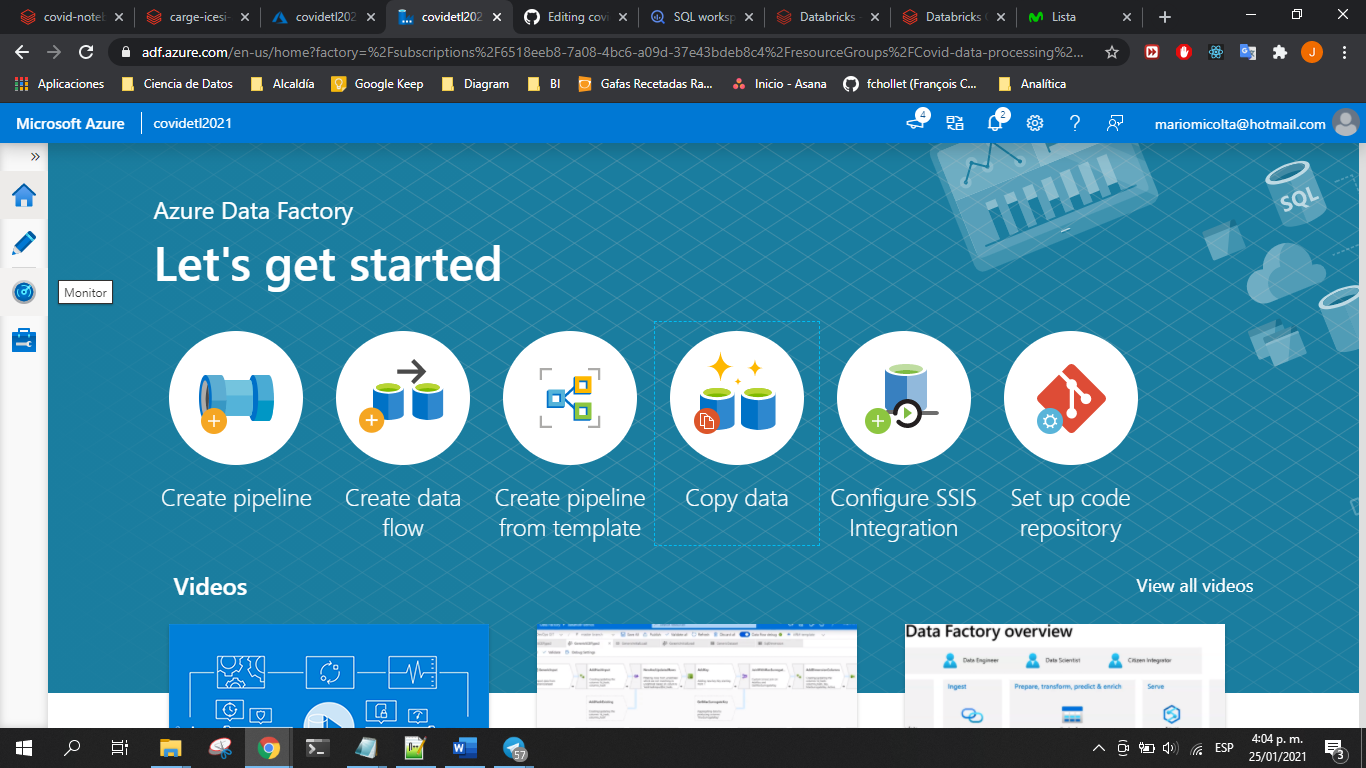 covid-noteb
carge-icesi-
covidetl202
covidetl202
Editing covi
SQL worksp
Databricks
Databricks
Lista
adf.azure.com/en-us/home?factory=%2Fsubscriptions%2F6518eeb8-7a08-4bc6-a09d-37e43bdeb8c4%2FresourceGroups%2FCovid-data-processing%2...
J
Aplicaciones
Ciencia de Datos
Alcaldía
Google Keep
Diagram
BI
Gafas Recetadas Ra...
Inicio - Asana
fchollet (François C...
Analítica
Microsoft Azure
covidetl2021
4
2
mariomicolta@hotmail.com
SQL
Azure Data Factory
Let's get started
Monitor
Create pipeline
Create data
flow
Create pipeline
from template
Copy data
Configure SSIS
Integration
Set up code
repository
Videos
View all videos
Data Factory overview
Data Engineer
Data Scientist
Citizen Integrator
Ingest
Prepare, transform, predict & enrich
Serve
57
ESP
4:04 p. m.
25/01/2021
3